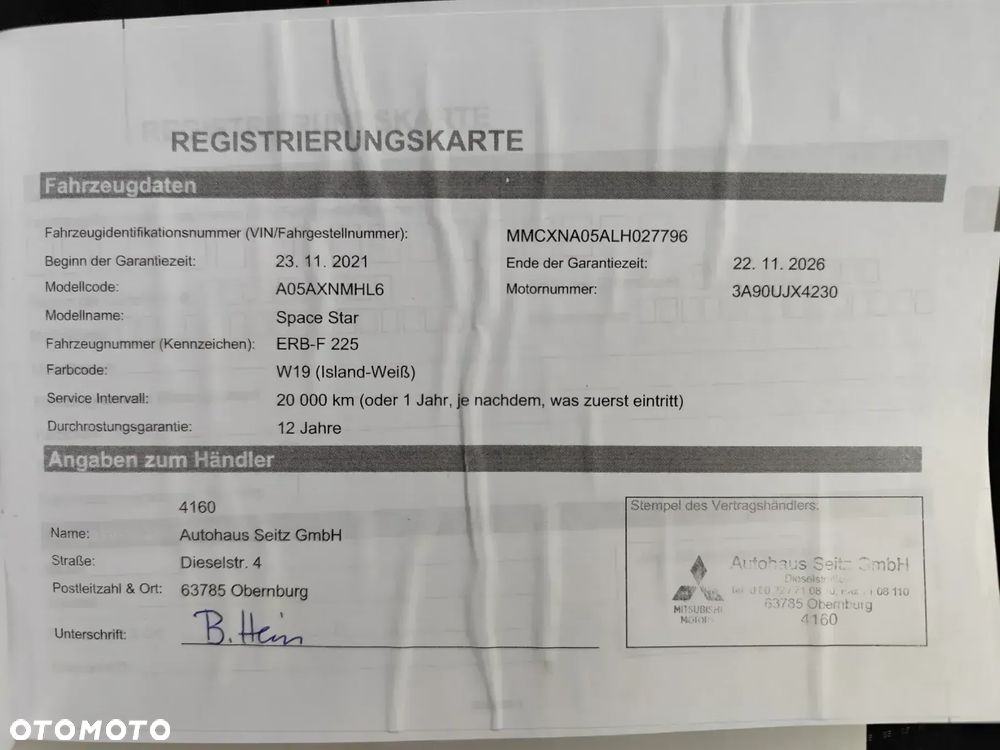 REGISTRIERUNGSKARTE
Fahrzeugdaten
Fahrzeugidentifikationsnummer (VIN/Fahrgestellnummer): MMCXNA05ALH027796
Beginn der Garantiezeit: 23. 11. 2021 Ende der Garantiezeit: 22. 11. 2026
Modellcode: A05AXNMHL6 Motornummer: 3A90UJX4230
Modellname: Space Star
Fahrzeugnummer (Kennzeichen): ERB-F 225
Farbcode: W19 (Island-Weiß)
Service Intervall: 20 000 km (oder 1 Jahr, je nachdem, was zuerst eintritt)
Durchrostungsgarantie: 12 Jahre
Angaben zum Händler
4160
Name: Autohaus Seitz GmbH
Straße: Dieselstr. 4
Postleitzahl & Ort: 63785 Obernburg
Unterschrift: B. Hein
Stempel des Vertragshändlers:
MITSUBISHI
MOTORS
Autohaus Seitz GmbH
Dieselstr.
63785 Obernburg
4160
OTOMOTO